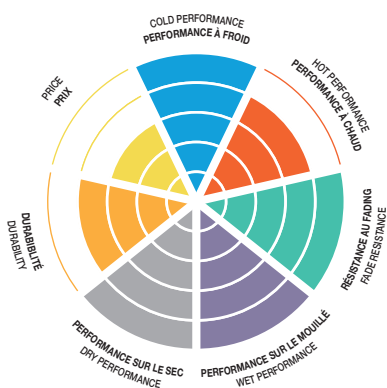 COLD PERFORMANCE
PERFORMANCE À FROID
HOT PERFORMANCE
PERFORMANCE À CHAUD
RÉSISTANCE AU FADING
FADE RESISTANCE
PERFORMANCE SUR LE MOUILLÉ
WET PERFORMANCE
PERFORMANCE SUR LE SEC
DRY PERFORMANCE
DURABIBLITÉ
DURABILITY
PRICE
PRIX